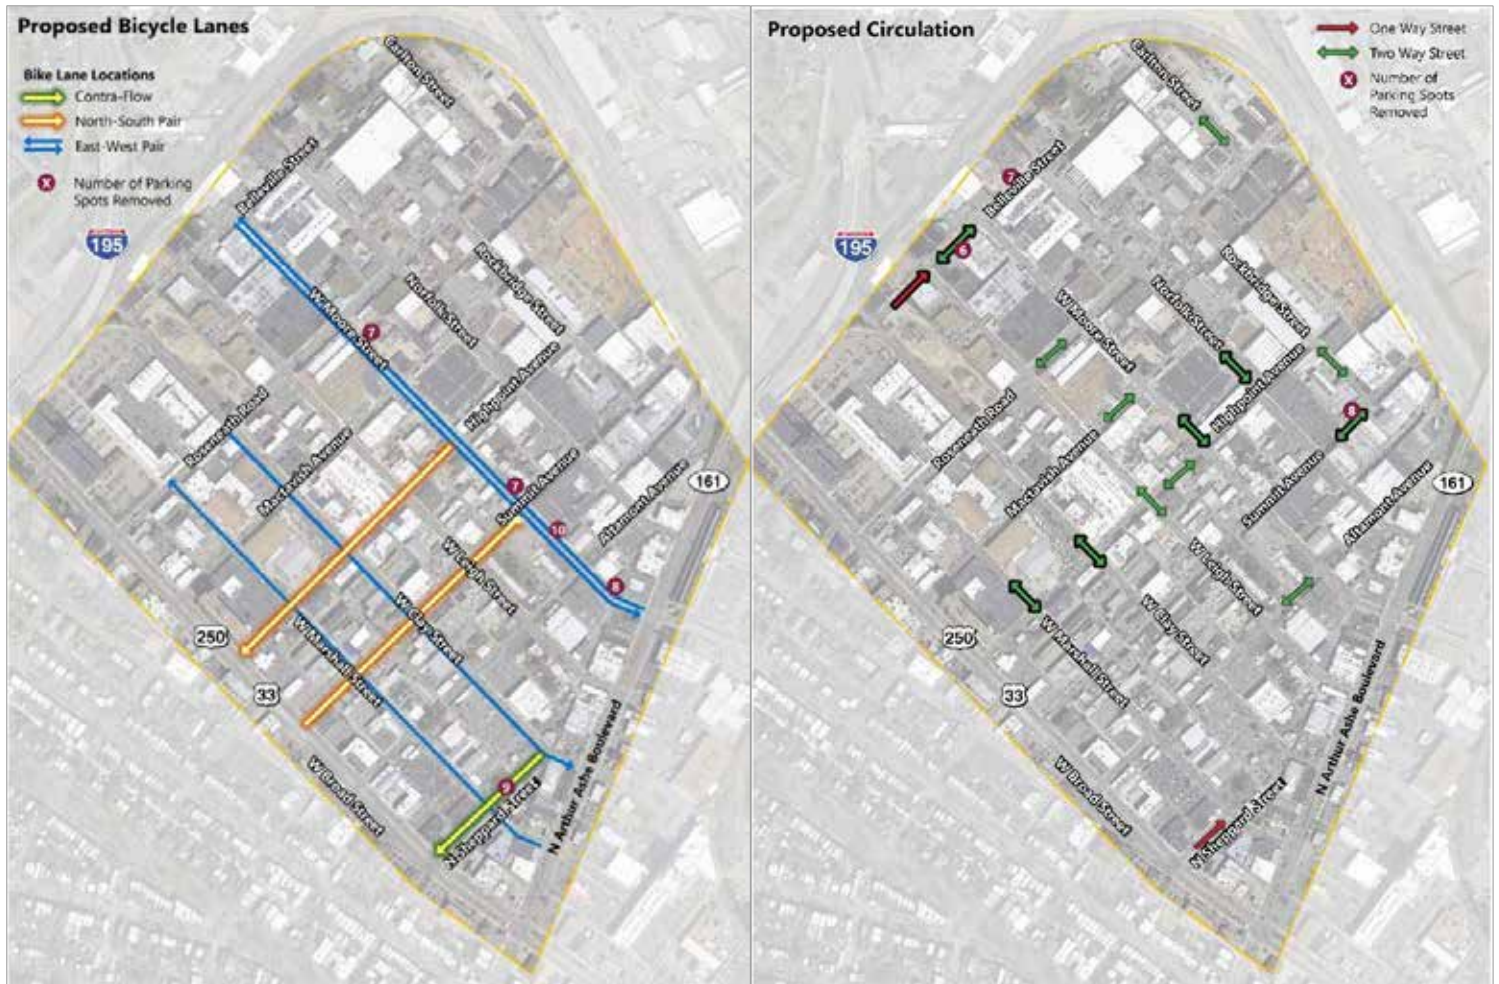 Proposed Bicycle Lanes
Bike Lane Locations
Contra-Flow
North-South Pair
East-West Pair
X
Number of Parking
Spots Removed
195
Carlton Street
Belleville Street
W Moore Street
7
Norfolk Street
Rockbridge Street
Highpoint Avenue
Roseneath Road
Mactavish Avenue
7
Summit Avenue
10
Altamont Avenue
161
W Leigh Street
8
250
W Clay Street
W Marshall Street
33
W Broad Street
9
N Sheppard Street
N Arthur Ashe Boulevard
Proposed Circulation
One Way Street
Two Way Street
X
Number of
Parking Spots
Removed
Carlton Street
7
Belleville Street
195
6
W Moore Street
Norfolk Street
Rockbridge Street
Highpoint Avenue
Roseneath Road
Mactavish Avenue
8
Summit Avenue
Altamont Avenue
161
W Leigh Street
250
W Clay Street
W Marshall Street
33
W Broad Street
N Sheppard Street
N Arthur Ashe Boulevard